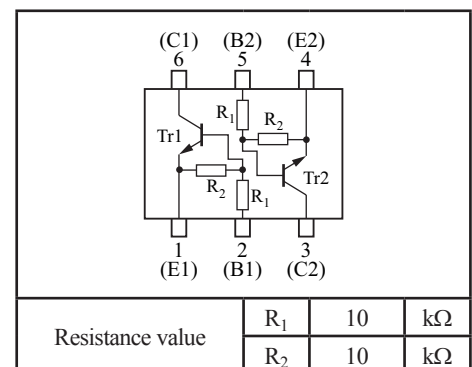 (C1) (B2) (E2)
6 5 4
R₁
R₂
Tr1
Tr2
R₂
R₁
1 2 3
(E1) (B1) (C2)
Resistance value R₁ 10 kΩ
R₂ 10 kΩ